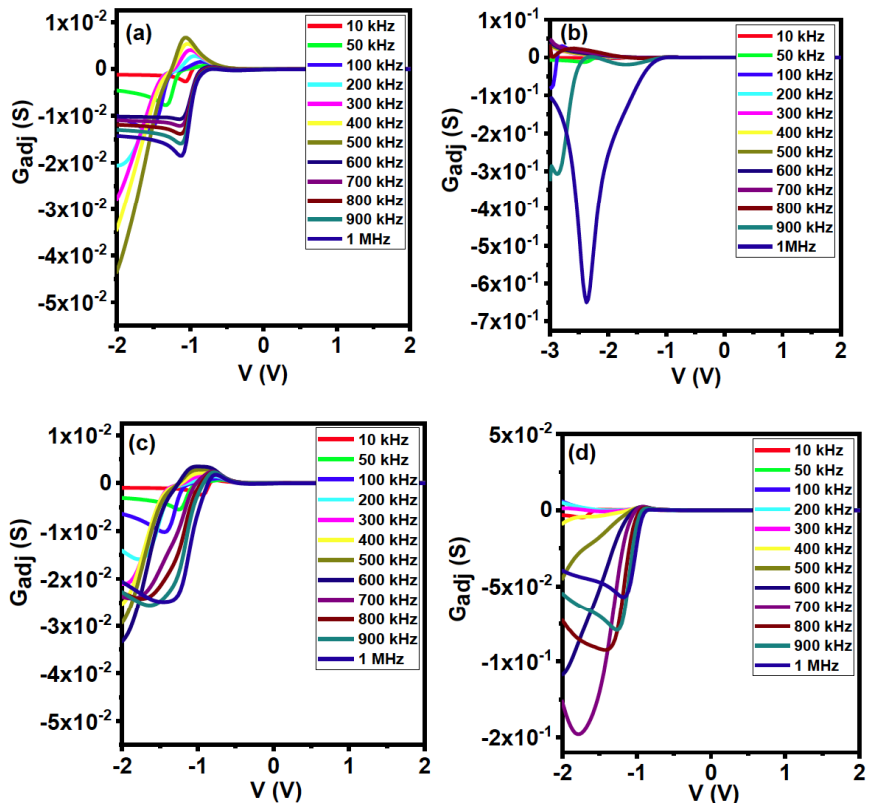 (a)
1x10⁻²
0
-1x10⁻²
-2x10⁻²
-3x10⁻²
-4x10⁻²
-5x10⁻²
Gadj (S)
-2 -1 0 1 2
V (V)
10 kHz
50 kHz
100 kHz
200 kHz
300 kHz
400 kHz
500 kHz
600 kHz
700 kHz
800 kHz
900 kHz
1 MHz
(b)
1x10⁻¹
0
-1x10⁻¹
-2x10⁻¹
-3x10⁻¹
-4x10⁻¹
-5x10⁻¹
-6x10⁻¹
-7x10⁻¹
Gadj (S)
-3 -2 -1 0 1 2
V (V)
10 kHz
50 kHz
100 kHz
200 kHz
300 kHz
400 kHz
500 kHz
600 kHz
700 kHz
800 kHz
900 kHz
1MHz
(c)
1x10⁻²
0
-1x10⁻²
-2x10⁻²
-3x10⁻²
-4x10⁻²
-5x10⁻²
Gadj (S)
-2 -1 0 1 2
V (V)
10 kHz
50 kHz
100 kHz
200 kHz
300 kHz
400 kHz
500 kHz
600 kHz
700 kHz
800 kHz
900 kHz
1 MHz
(d)
5x10⁻²
0
-5x10⁻²
-1x10⁻¹
-2x10⁻¹
Gadj (S)
-2 -1 0 1 2
V (V)
10 kHz
50 kHz
100 kHz
200 kHz
300 kHz
400 kHz
500 kHz
600 kHz
700 kHz
800 kHz
900 kHz
1 MHz